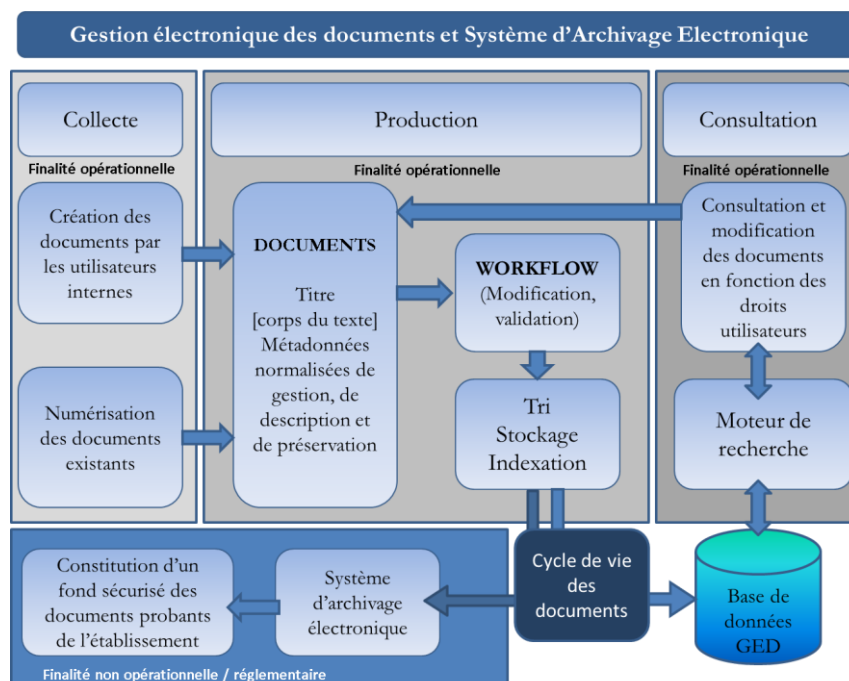 Gestion électronique des documents et Système d'Archivage Electronique
Collecte
Finalité opérationnelle
Création des
documents par
les utilisateurs
internes
Numérisation
des documents
existants
Production
Finalité opérationnelle
DOCUMENTS
Titre
[corps du texte]
Métadonnées
normalisées de
gestion, de
description et
de préservation
WORKFLOW
(Modification,
validation)
Tri
Stockage
Indexation
Consultation
Finalité opérationnelle
Consultation et
modification
des documents
en fonction des
droits
utilisateurs
Moteur de
recherche
Constitution d'un
fond sécurisé des
documents probants
de l'établissement
Système
d'archivage
électronique
Cycle de vie
des
documents
Base de
données
GED
Finalité non opérationnelle / réglementaire